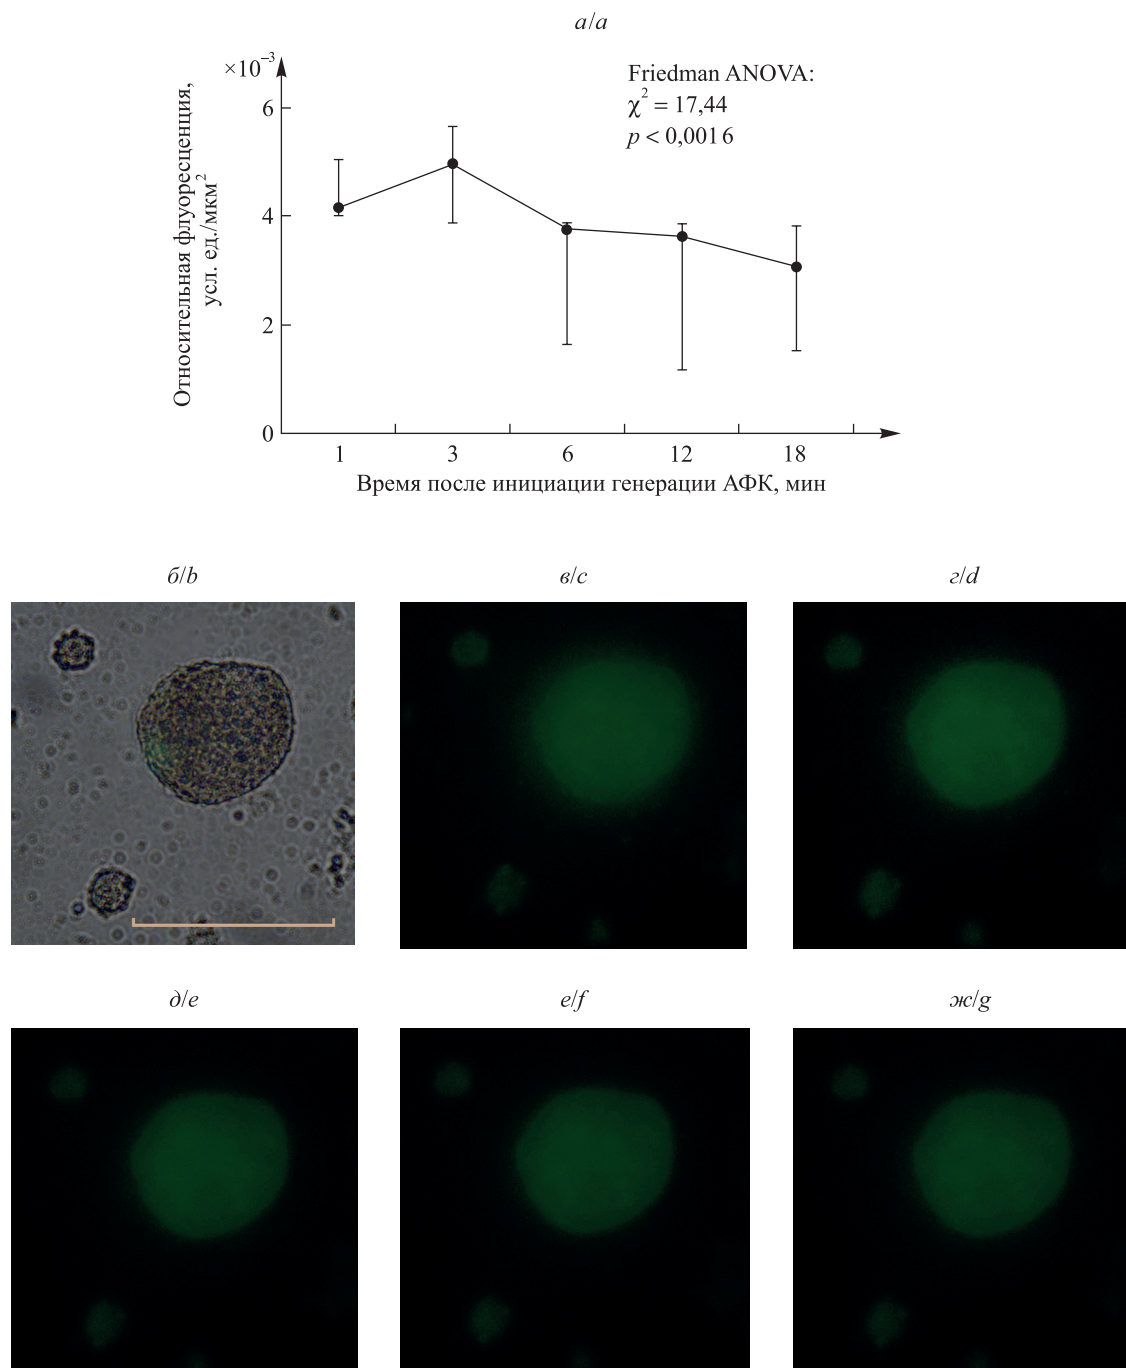 а/a
×10⁻³
Friedman ANOVA:
χ² = 17,44
p < 0,0016
Относительная флуоресценция,
усл. ед./мкм²
6
4
2
0
1 3 6 12 18
Время после инициации генерации АФК, мин
б/b в/c г/d
д/e е/f ж/g